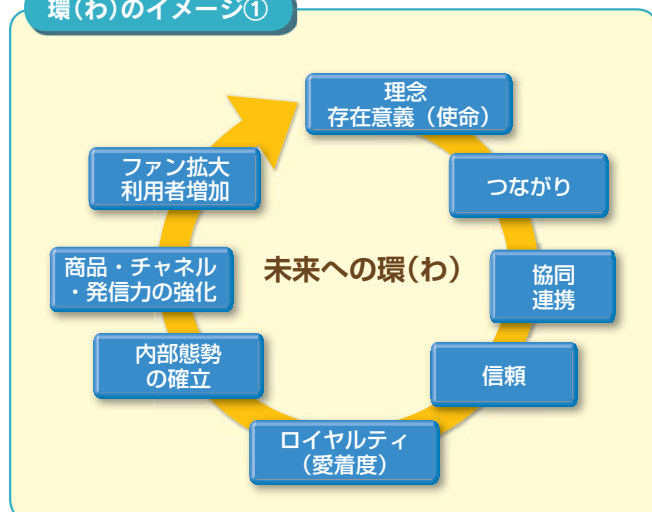 環(わ)のイメージ①
理念
存在意義(使命)
つながり
協同
連携
信頼
ロイヤルティ
(愛着度)
内部態勢
の確立
商品・チャネル
・発信力の強化
ファン拡大
利用者増加
未来への環(わ)